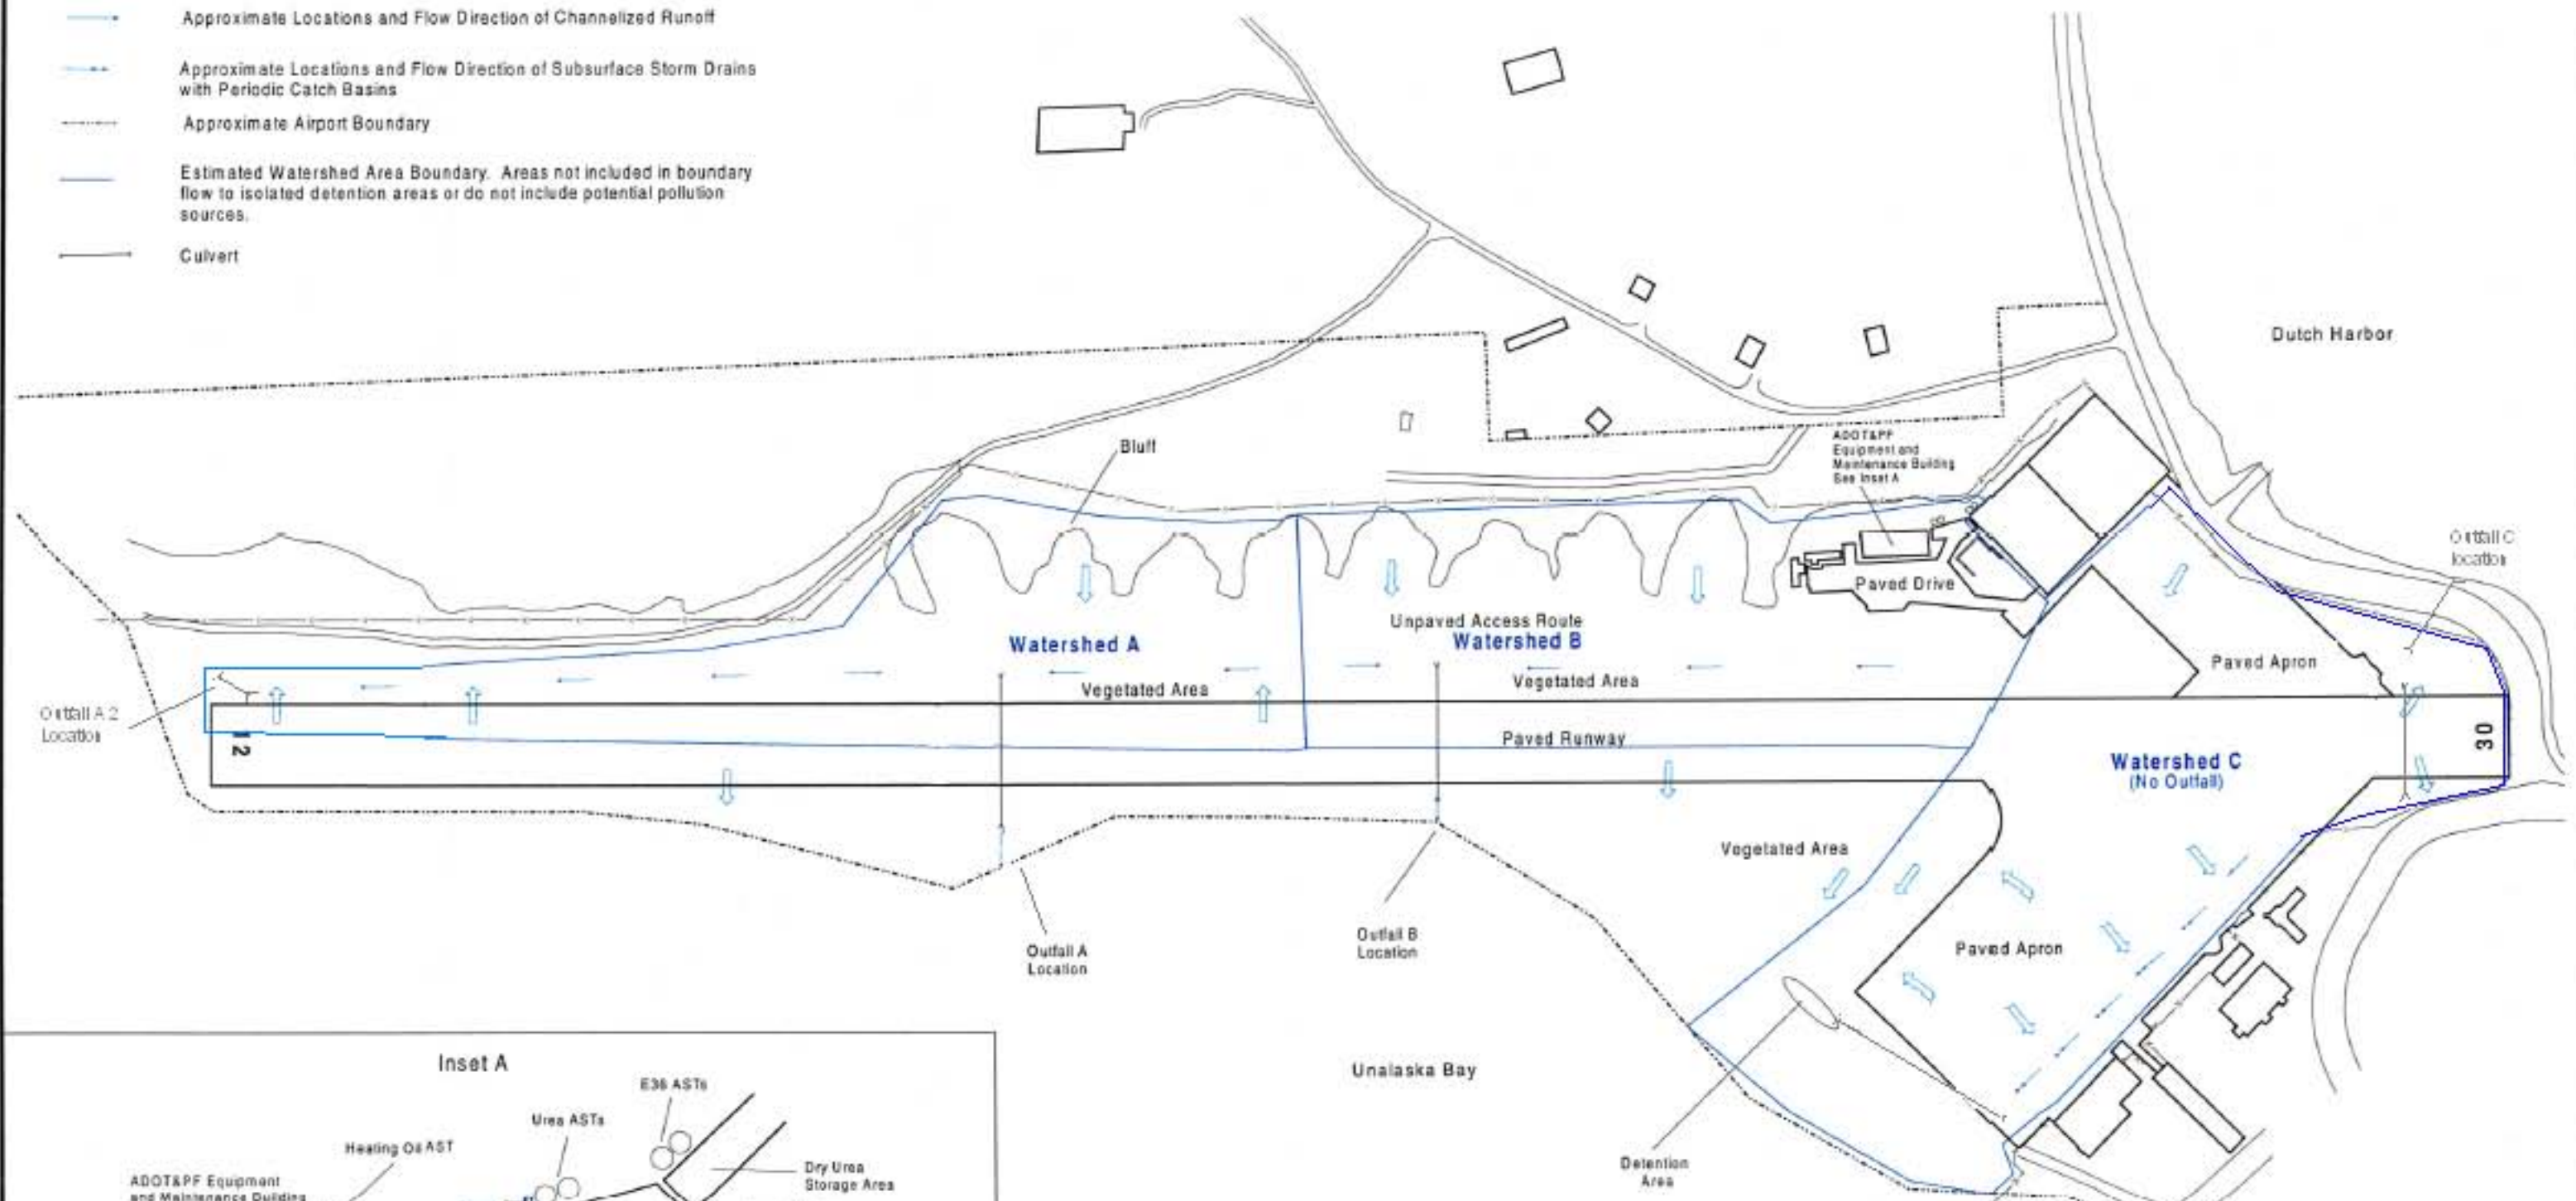 Approximate Locations and Flow Direction of Channelized Runoff
Approximate Locations and Flow Direction of Subsurface Storm Drains
with Periodic Catch Basins
Approximate Airport Boundary
Estimated Watershed Area Boundary. Areas not included in boundary
flow to isolated detention areas or do not include potential pollution
sources.
Culvert
Dutch Harbor
Bluff
ADOT&PF
Equipment and
Maintenance Building
See Inset A
Outfall C
location
Paved Drive
Unpaved Access Route
Watershed A
Watershed B
Paved Apron
Vegetated Area
Vegetated Area
Outfall A 2
Location
12
Paved Runway
30
Watershed C
(No Outfall)
Vegetated Area
Outfall A
Location
Outfall B
Location
Paved Apron
Unalaska Bay
Detention
Area
Inset A
E36 ASTs
Urea ASTs
Heating Oil AST
Dry Urea
Storage Area
ADOT&PF Equipment
and Maintenance Building